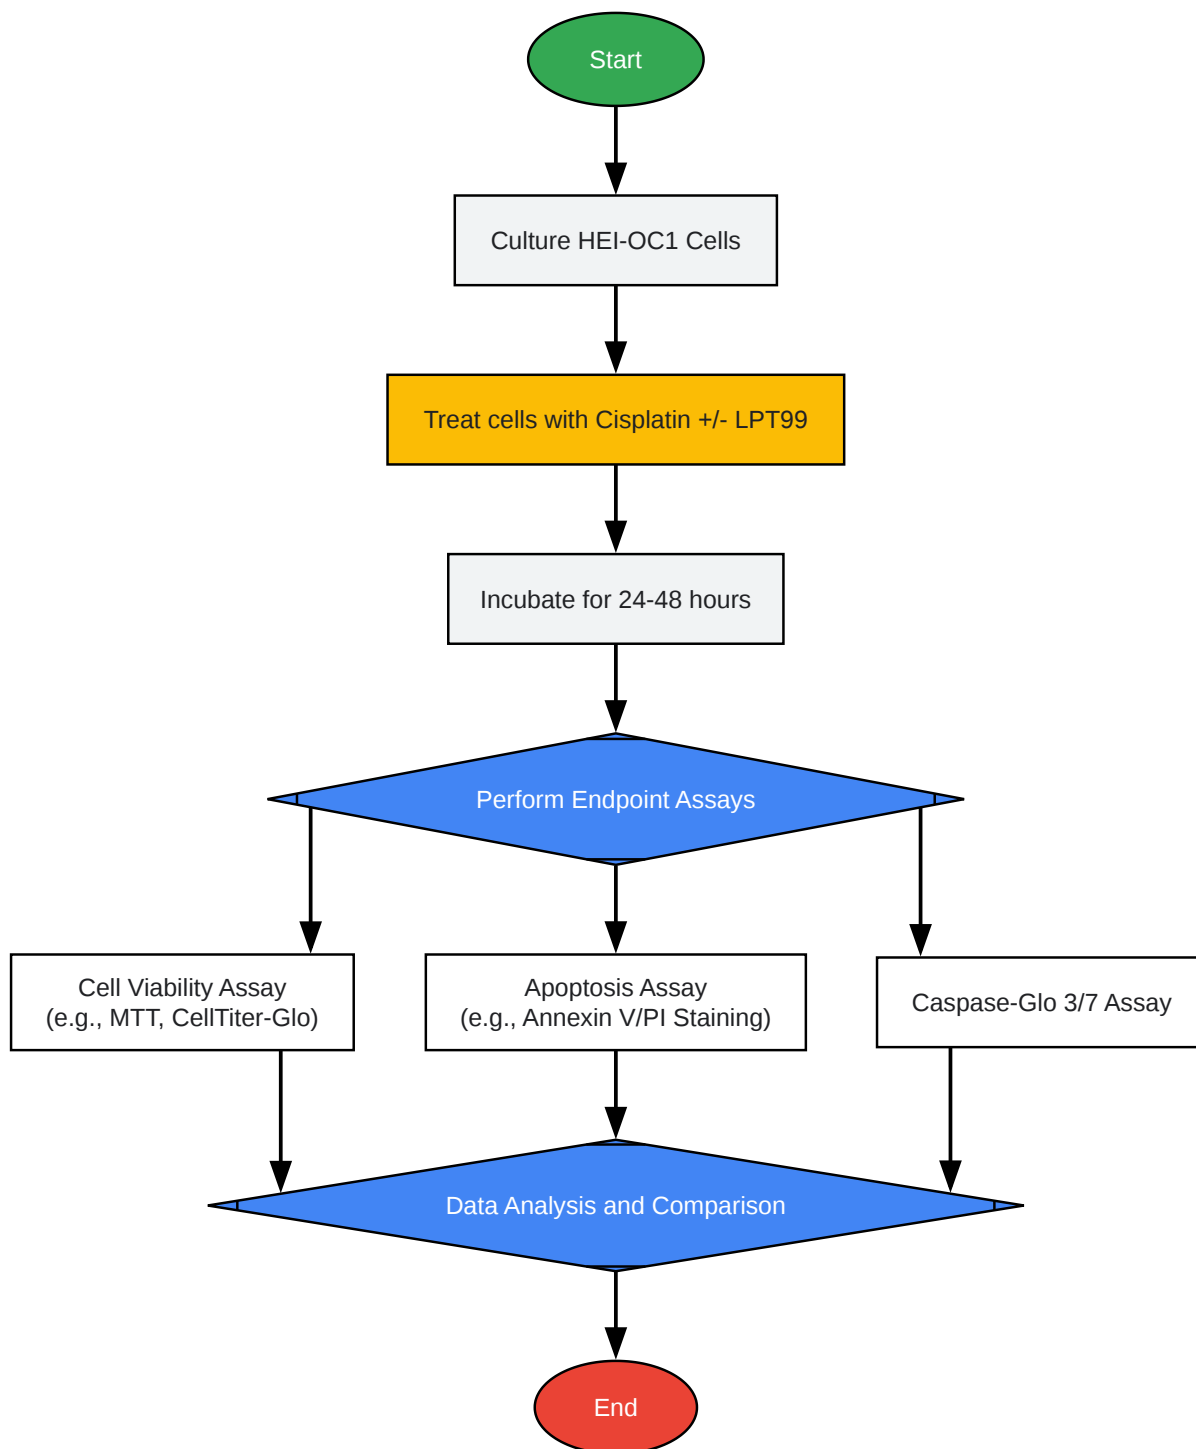 Start
Culture HEI-OC1 Cells
Treat cells with Cisplatin +/- LPT99
Incubate for 24-48 hours
Perform Endpoint Assays
Cell Viability Assay
(e.g., MTT, CellTiter-Glo)
Apoptosis Assay
(e.g., Annexin V/PI Staining)
Caspase-Glo 3/7 Assay
Data Analysis and Comparison
End